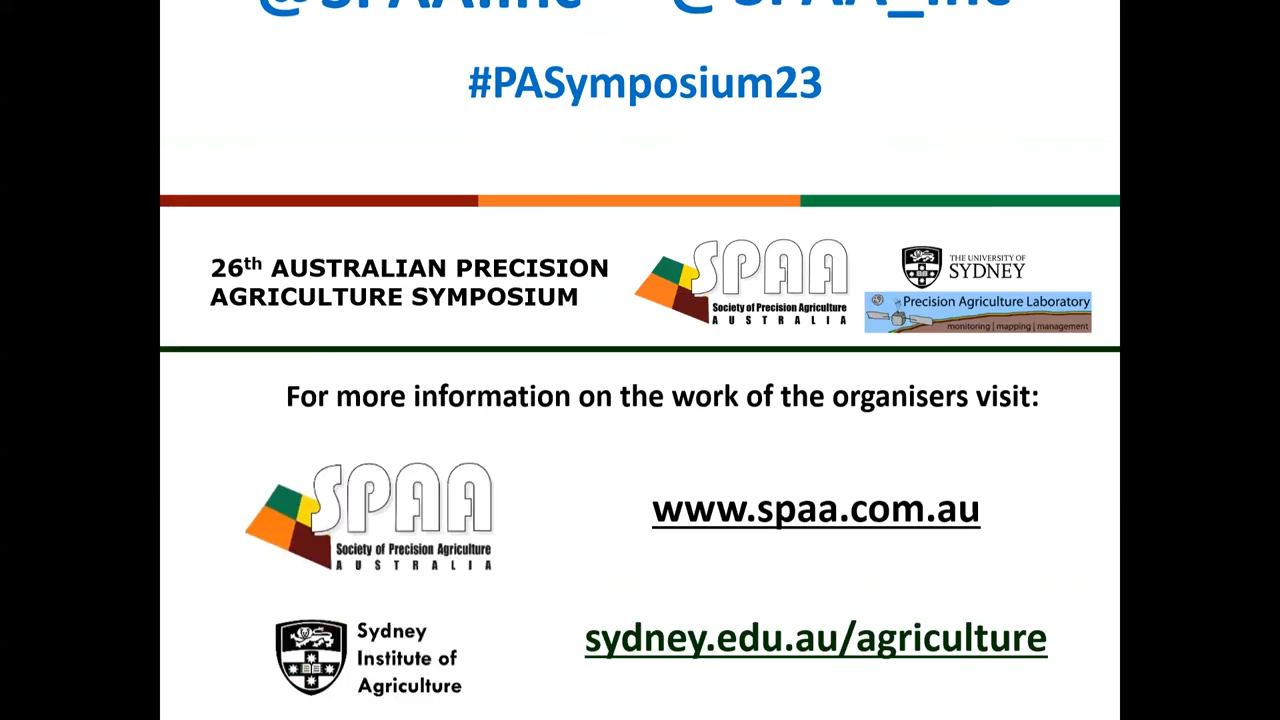 #PASymposium23
26th AUSTRALIAN PRECISION
AGRICULTURE SYMPOSIUM
SPAA
Society of Precision Agriculture
AUSTRALIA
THE UNIVERSITY OF
SYDNEY
Precision Agriculture Laboratory
monitoring | mapping | management
For more information on the work of the organisers visit:
SPAA
Society of Precision Agriculture
AUSTRALIA
www.spaa.com.au
Sydney
Institute of
Agriculture
sydney.edu.au/agriculture